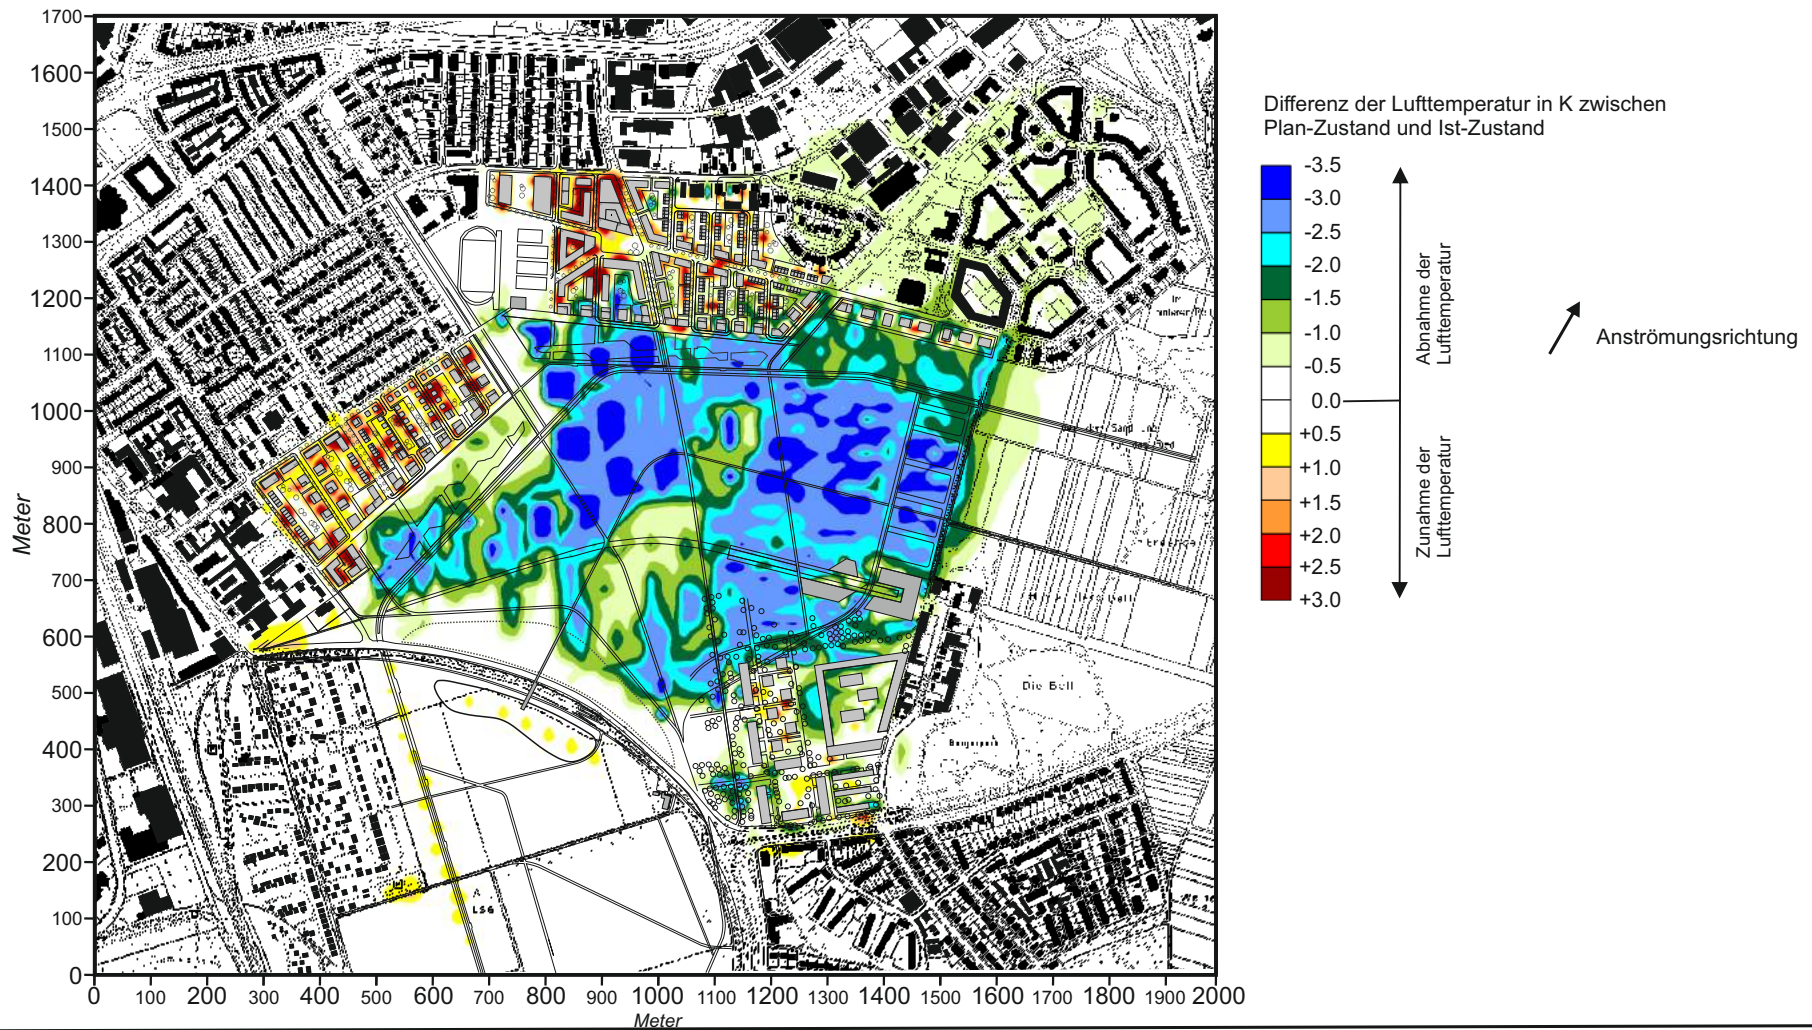 1700
1600
1500
1400
1300
1200
1100
1000
900
800
700
600
500
400
300
200
100
0
Meter
0 100 200 300 400 500 600 700 800 900 1000 1100 1200 1300 1400 1500 1600 1700 1800 1900 2000
Meter
Die Bell
LSG
Differenz der Lufttemperatur in K zwischen
Plan-Zustand und Ist-Zustand
-3.5
-3.0
-2.5
-2.0
-1.5
-1.0
-0.5
0.0
+0.5
+1.0
+1.5
+2.0
+2.5
+3.0
Abnahme der
Lufttemperatur
Zunahme der
Lufttemperatur
Anströmungsrichtung